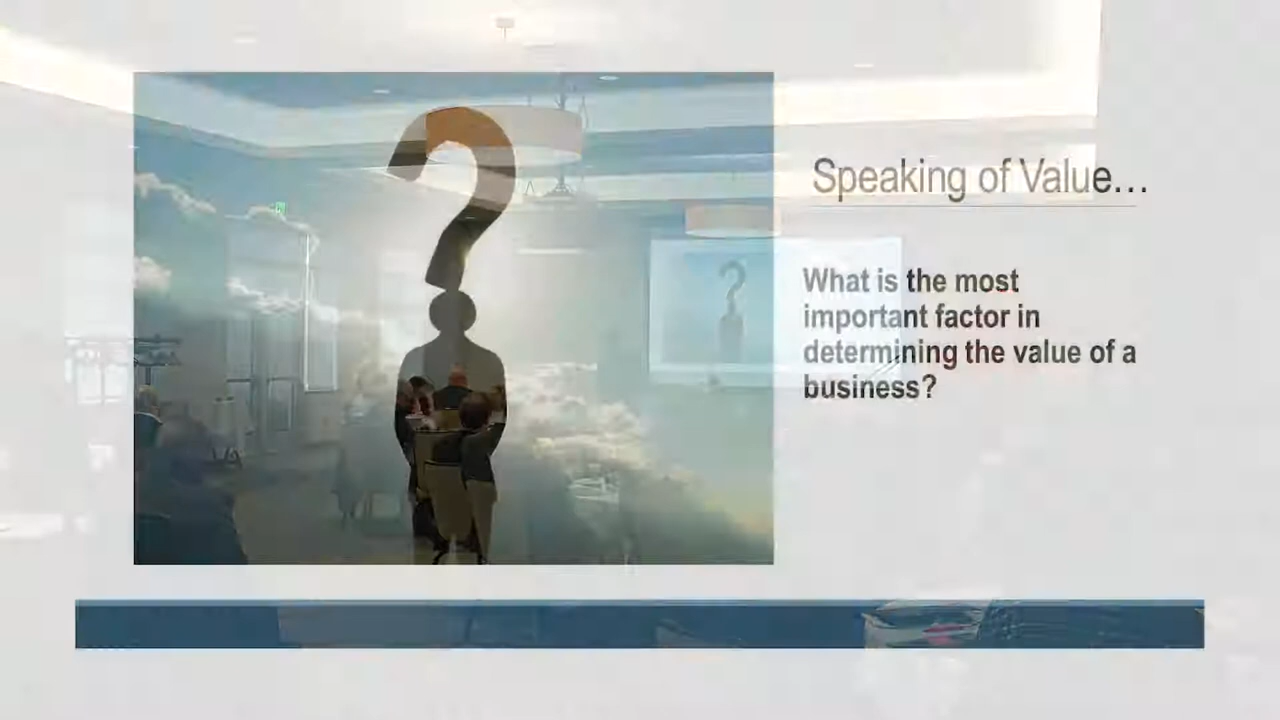 Speaking of Value…
What is the most
important factor in
determining the value of a
business?